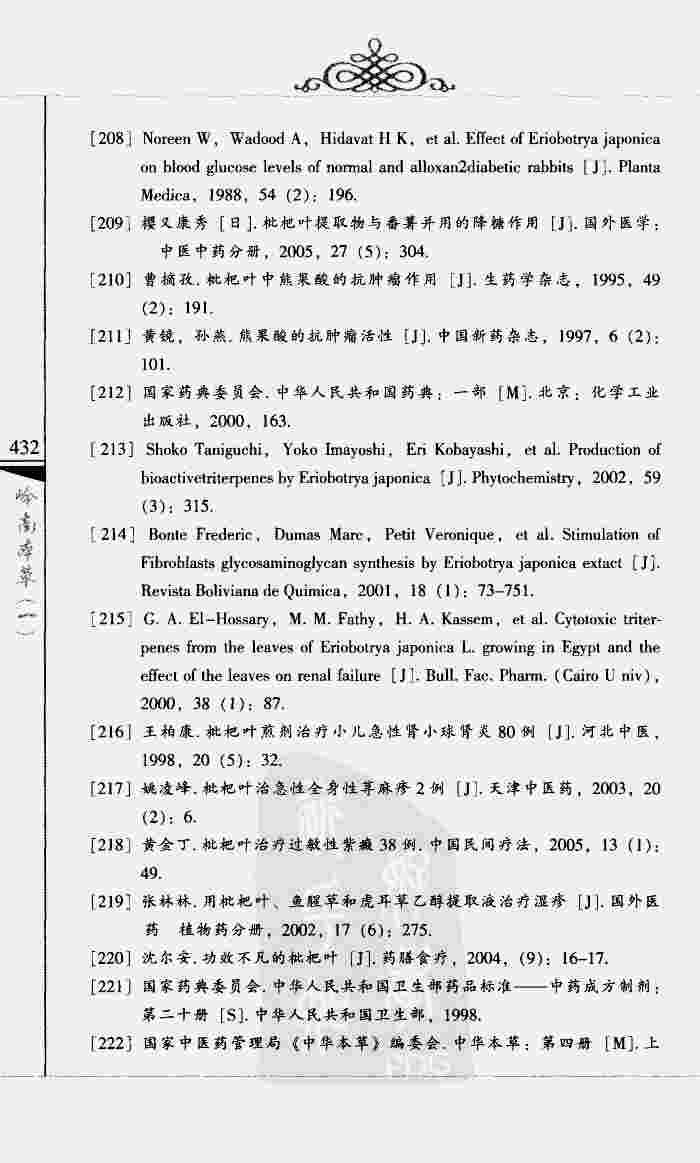 [208] Noreen W, Wadood A, Hidavat H K, et al. Effect of Eriobotrya japonica
on blood glucose levels of normal and alloxan2diabetic rabbits [J]. Planta
Medica, 1988, 54 (2): 196.
[209] 樱又康秀 [日]. 枇杷叶提取物与番薯并用的降糖作用 [J]. 国外医学:
中医中药分册, 2005, 27 (5): 304.
[210] 曹摘孜. 枇杷叶中熊果酸的抗肿瘤作用 [J]. 生药学杂志, 1995, 49
(2): 191.
[211] 黄镜, 孙燕. 熊果酸的抗肿瘤活性 [J]. 中国新药杂志, 1997, 6 (2):
101.
[212] 国家药典委员会. 中华人民共和国药典: 一部 [M]. 北京: 化学工业
出版社, 2000, 163.
432
[213] Shoko Taniguchi, Yoko Imayoshi, Eri Kobayashi, et al. Production of
bioactivetriterpenes by Eriobotrya japonica [J]. Phytochemistry, 2002, 59
(3): 315.
岭南本草(一)
[214] Bonte Frederic, Dumas Marc, Petit Veronique, et al. Stimulation of
Fibroblasts glycosaminoglycan synthesis by Eriobotrya japonica extact [J].
Revista Boliviana de Quimica, 2001, 18 (1): 73-751.
[215] G. A. El-Hossary, M. M. Fathy, H. A. Kassem, et al. Cytotoxic triter-
penes from the leaves of Eriobotrya japonica L. growing in Egypt and the
effect of the leaves on renal failure [J]. Bull. Fac. Pharm. (Cairo U niv),
2000, 38 (1): 87.
[216] 王柏康. 枇杷叶煎剂治疗小儿急性肾小球肾炎 80 例 [J]. 河北中医,
1998, 20 (5): 32.
[217] 姚凌峰. 枇杷叶治急性全身性荨麻疹 2 例 [J]. 天津中医药, 2003, 20
(2): 6.
[218] 黄金丁. 枇杷叶治疗过敏性紫癜 38 例. 中国民间疗法, 2005, 13 (1):
49.
[219] 张林林. 用枇杷叶、鱼腥草和虎耳草乙醇提取液治疗湿疹 [J]. 国外医
药 植物药分册, 2002, 17 (6): 275.
[220] 沈尔安. 功效不凡的枇杷叶 [J]. 药膳食疗, 2004, (9): 16-17.
[221] 国家药典委员会. 中华人民共和国卫生部药品标准——中药成方制剂:
第二十册 [S]. 中华人民共和国卫生部, 1998.
[222] 国家中医药管理局《中华本草》编委会. 中华本草: 第四册 [M]. 上